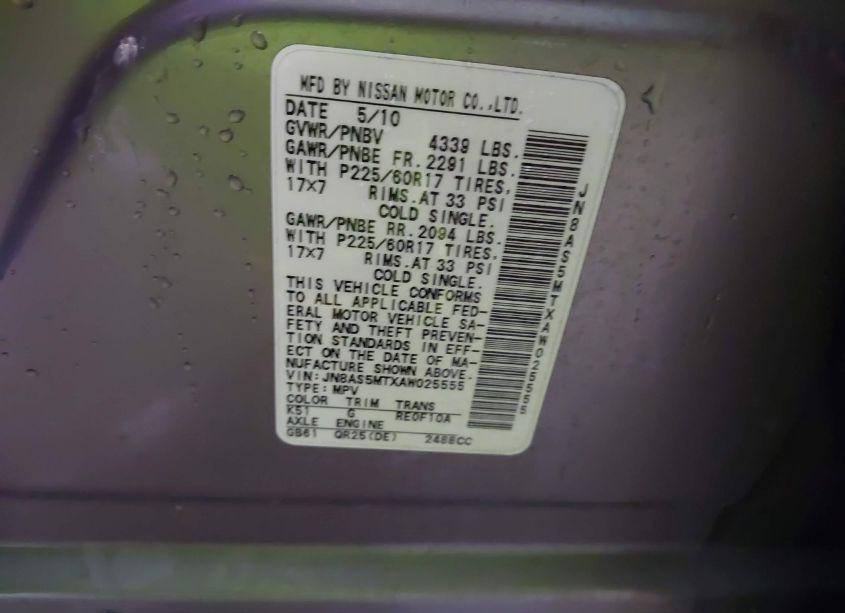 MFD BY NISSAN MOTOR CO.,LTD.
DATE 5/10
GVWR/PNBV 4339 LBS.
GAWR/PNBE FR. 2291 LBS.
WITH P225/60R17 TIRES,
17×7 RIMS.AT 33 PSI
COLD SINGLE.
GAWR/PNBE RR. 2094 LBS.
WITH P225/60R17 TIRES,
17×7 RIMS.AT 33 PSI
COLD SINGLE.
THIS VEHICLE CONFORMS
TO ALL APPLICABLE FED-
ERAL MOTOR VEHICLE SA-
FETY AND THEFT PREVEN-
TION STANDARDS IN EFF-
ECT ON THE DATE OF MA-
NUFACTURE SHOWN ABOVE.
VIN: JN8AS5MTXAW025555
TYPE: MPV
COLOR TRIM TRANS
K51 G RE0F10A
AXLE ENGINE
GB61 QR25(DE) 2488CC
JN8AS5MTXAW025555